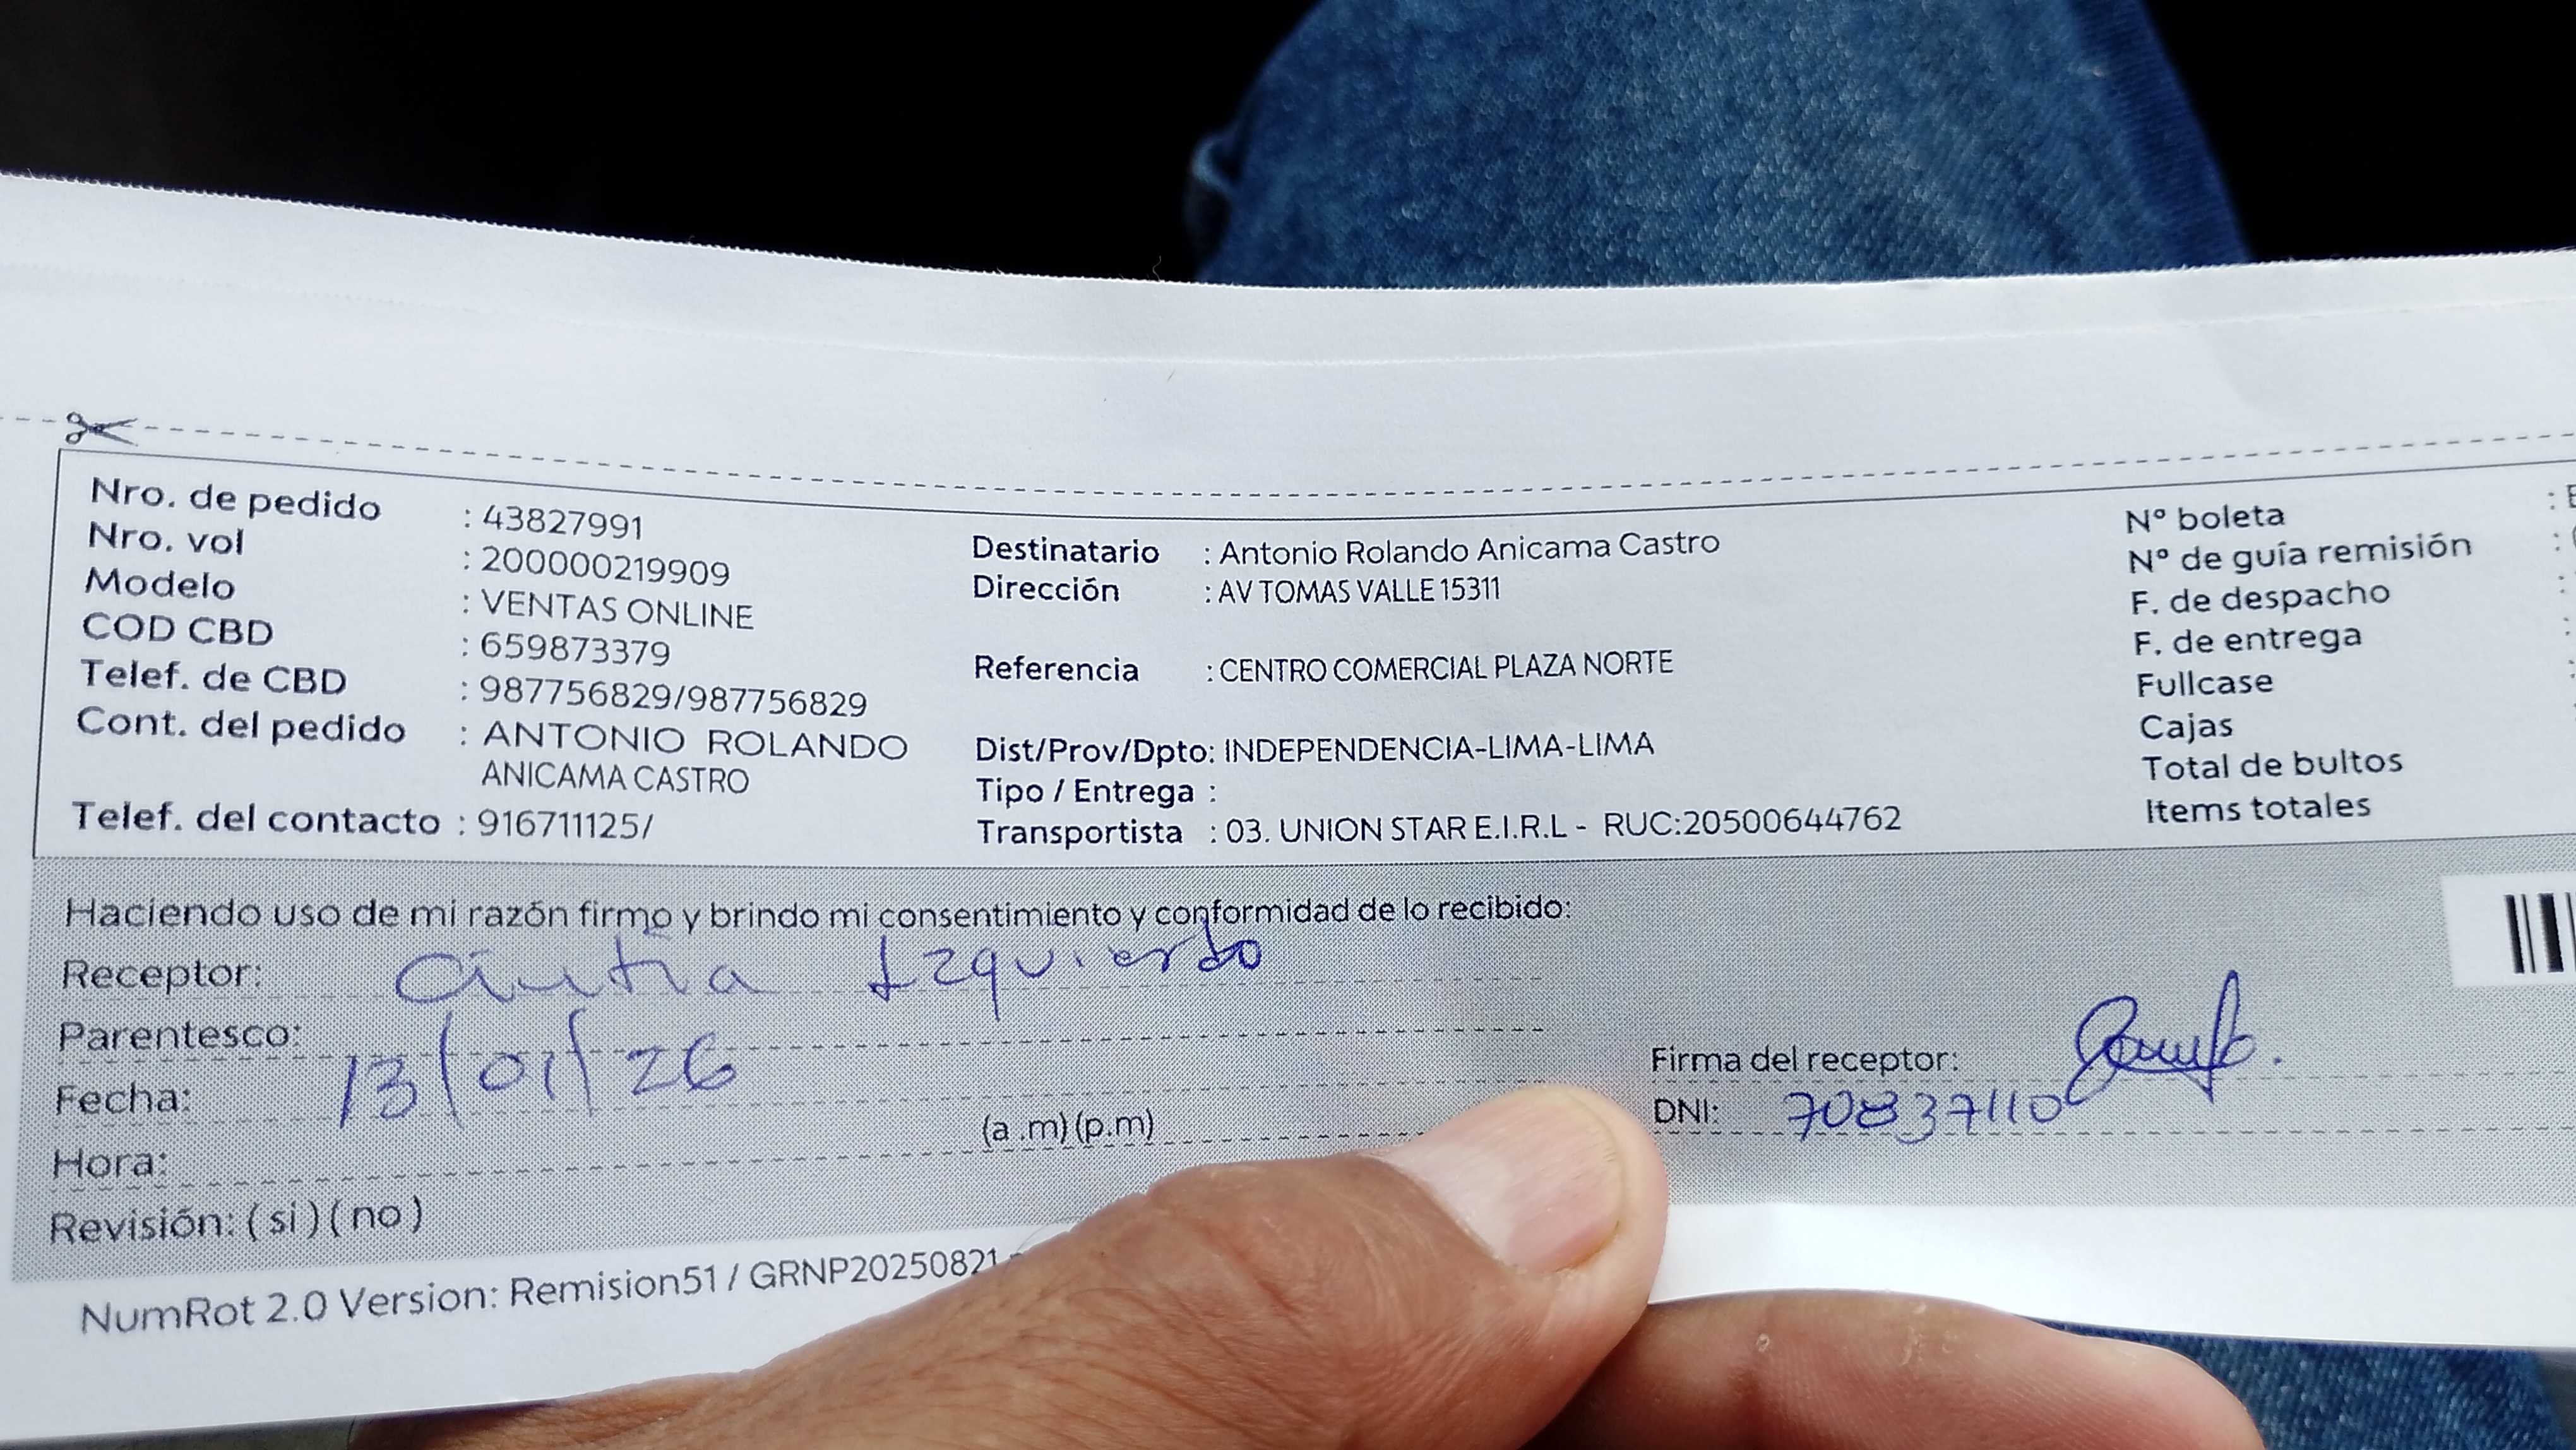 Nro. de pedido : 43827991
Nro. vol : 200000219909
Modelo : VENTAS ONLINE
COD CBD : 659873379
Telef. de CBD : 987756829/987756829
Cont. del pedido : ANTONIO ROLANDO
ANICAMA CASTRO
Telef. del contacto : 916711125/
Destinatario : Antonio Rolando Anicama Castro
Dirección : AV TOMAS VALLE 15311
Referencia : CENTRO COMERCIAL PLAZA NORTE
Dist/Prov/Dpto: INDEPENDENCIA-LIMA-LIMA
Tipo / Entrega :
Transportista : 03. UNION STAR E.I.R.L - RUC:20500644762
N° boleta :
N° de guía remisión :
F. de despacho :
F. de entrega :
Fullcase :
Cajas
Total de bultos
Items totales
Haciendo uso de mi razón firmo y brindo mi consentimiento y conformidad de lo recibido:
Receptor: Cintia Izquierdo
Parentesco:
Fecha: 13/01/26
Hora: (a .m) (p.m)
Revisión: ( si ) ( no )
Firma del receptor:
DNI: 70837110
NumRot 2.0 Version: Remision51 / GRNP20250821